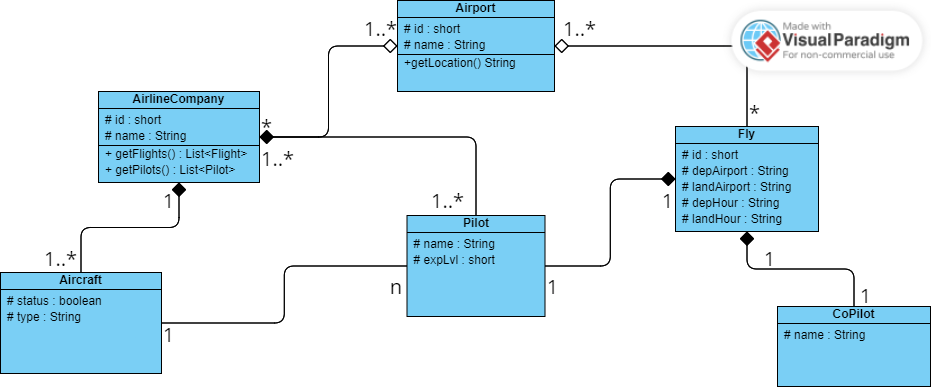 Airport
# id : short
# name : String
+getLocation() String
1..*
1..*
Made with
VisualParadigm
For non-commercial use
AirlineCompany
# id : short
# name : String
+ getFlights() : List<Flight>
+ getPilots() : List<Pilot>
*
1..*
1
*
Fly
# id : short
# depAirport : String
# landAirport : String
# depHour : String
# landHour : String
1
1..*
Pilot
# name : String
# expLvl : short
1..*
n
1
1
Aircraft
# status : boolean
# type : String
1
1
CoPilot
# name : String